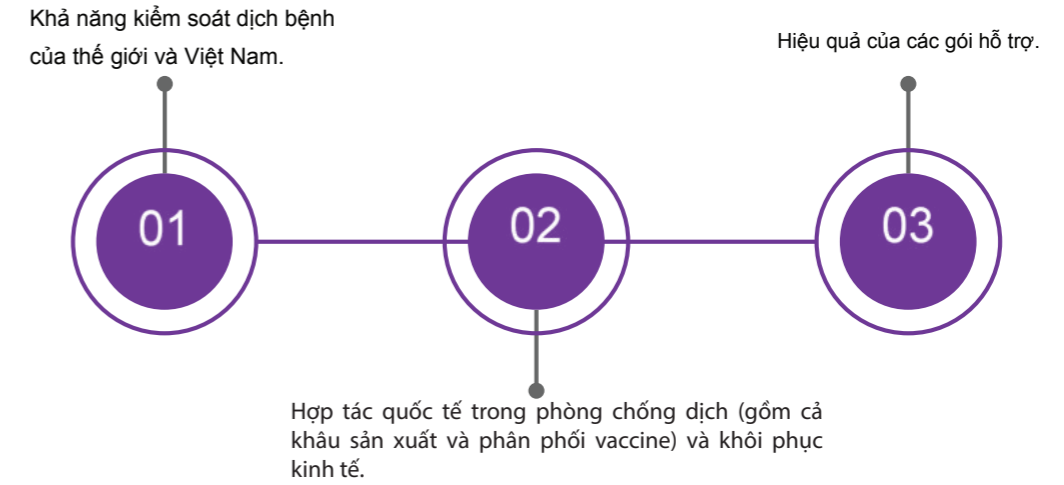 Khả năng kiểm soát dịch bệnh
của thế giới và Việt Nam.
Hiệu quả của các gói hỗ trợ.
01
02
03
Hợp tác quốc tế trong phòng chống dịch (gồm cả
khâu sản xuất và phân phối vaccine) và khôi phục
kinh tế.